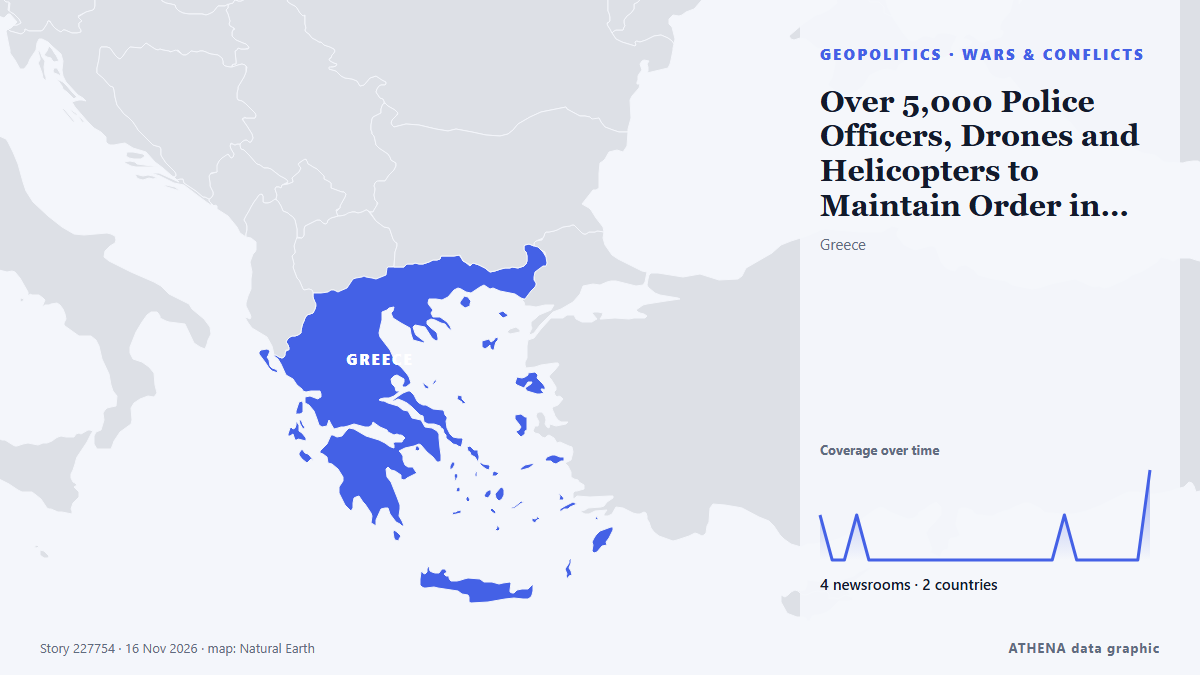 GEOPOLITICS · WARS & CONFLICTS
Over 5,000 Police
Officers, Drones and
Helicopters to
Maintain Order in...
Greece
GREECE
Coverage over time
4 newsrooms · 2 countries
Story 227754 · 16 Nov 2026 · map: Natural Earth
ATHENA data graphic